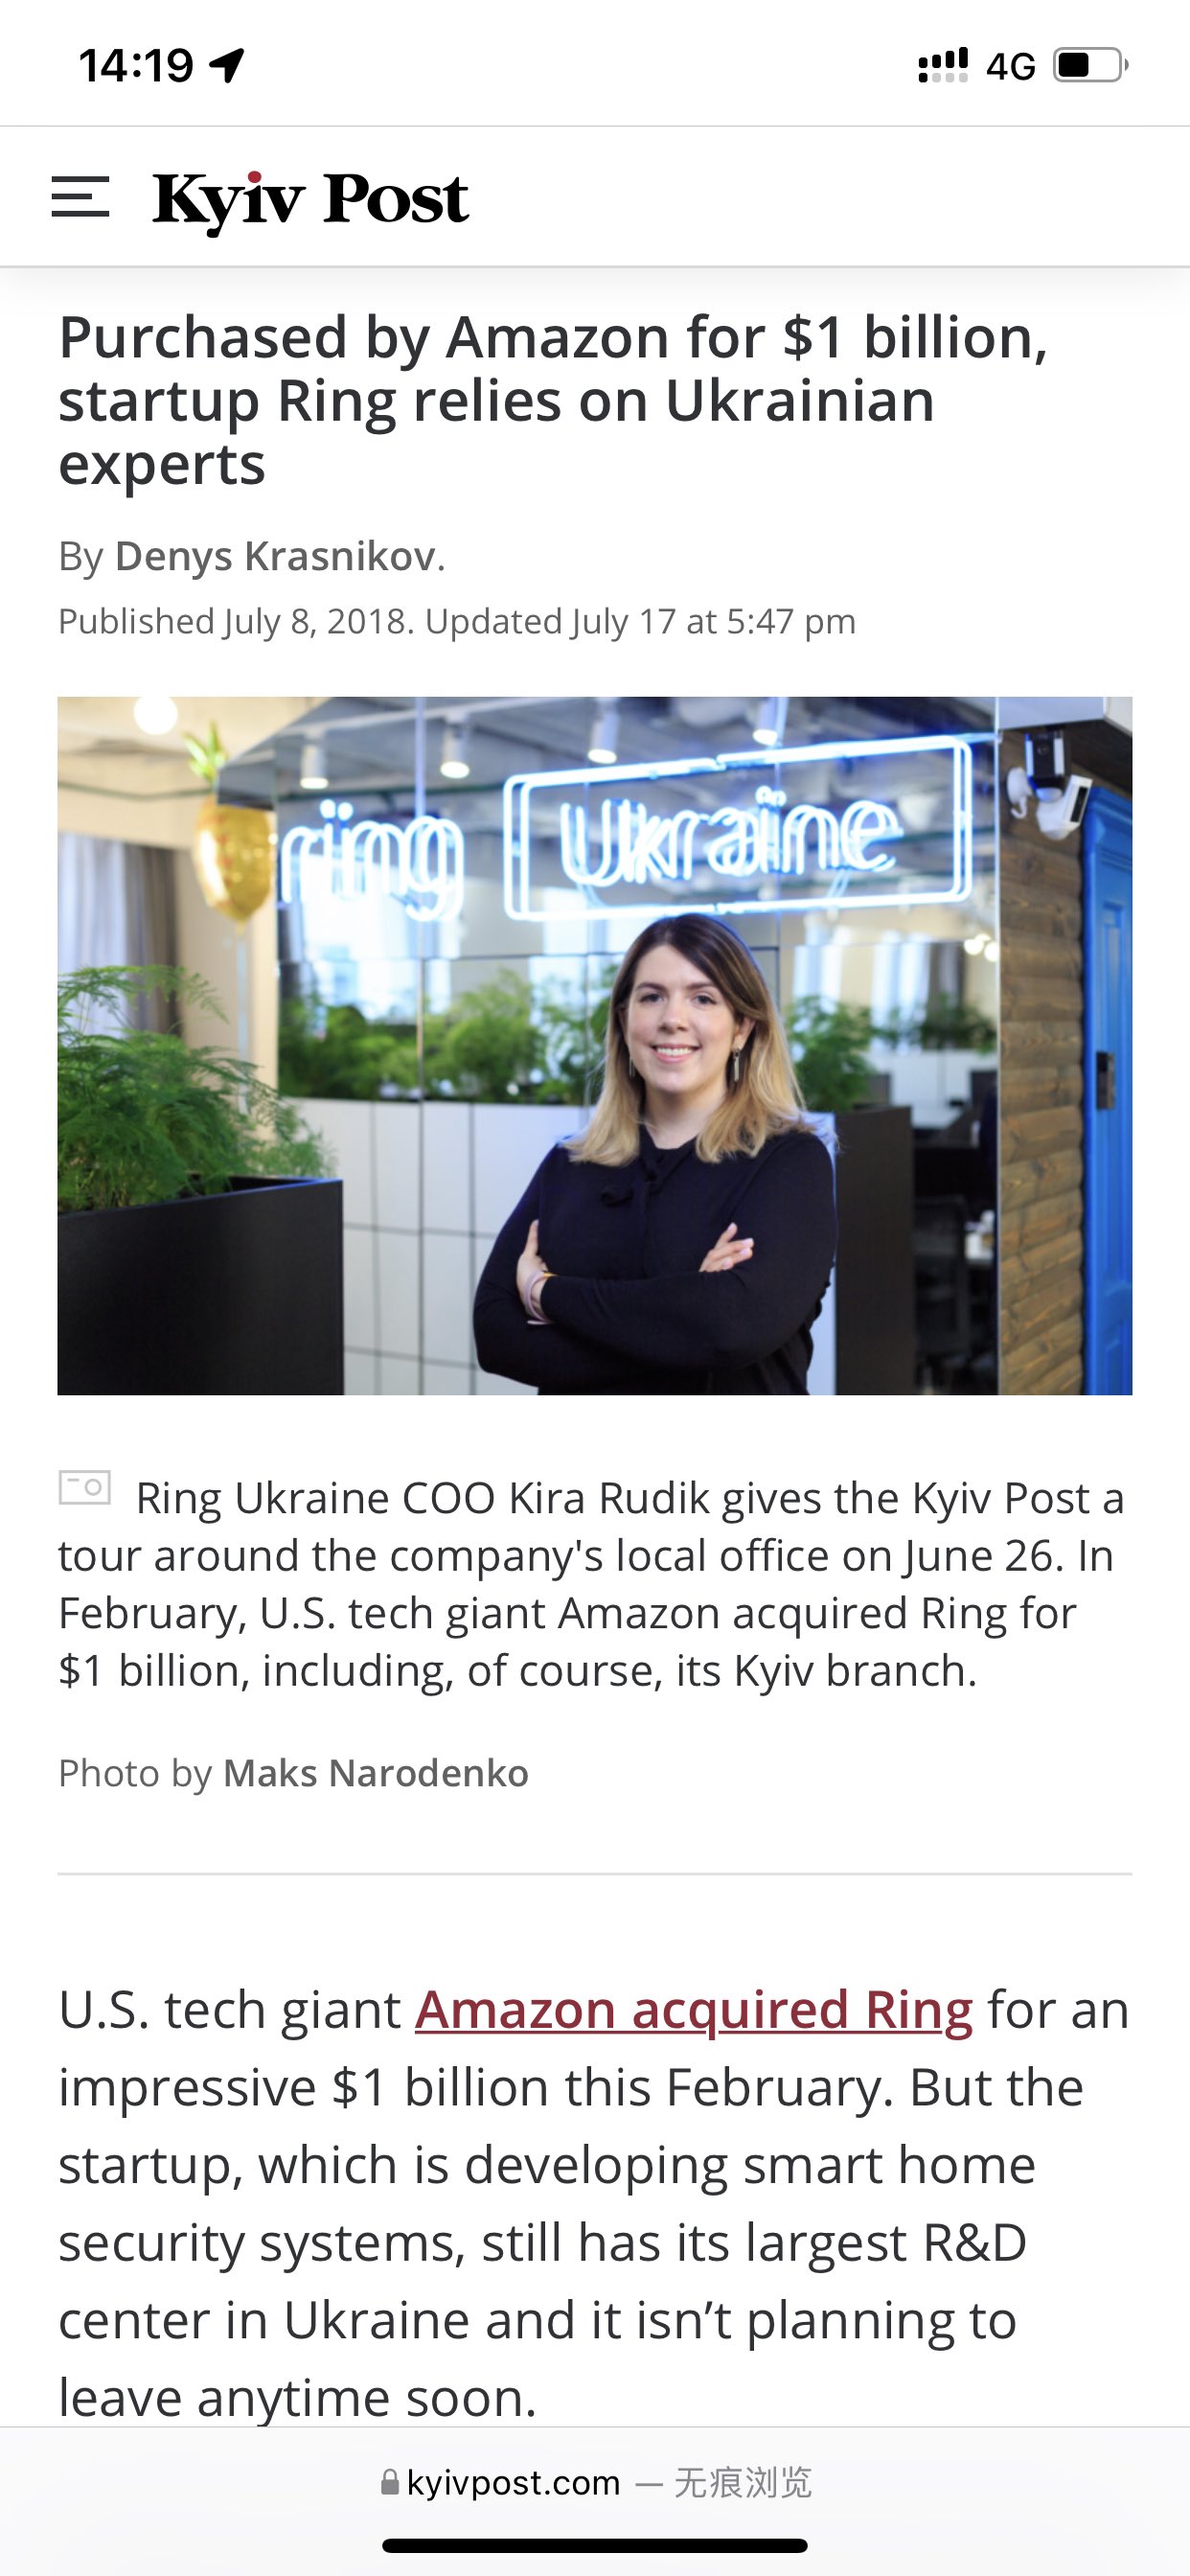 14:19
4G
Kyiv Post
Purchased by Amazon for $1 billion,
startup Ring relies on Ukrainian
experts
By Denys Krasnikov.
Published July 8, 2018. Updated July 17 at 5:47 pm
ring Ukraine
Ring Ukraine COO Kira Rudik gives the Kyiv Post a
tour around the company's local office on June 26. In
February, U.S. tech giant Amazon acquired Ring for
$1 billion, including, of course, its Kyiv branch.
Photo by Maks Narodenko
U.S. tech giant Amazon acquired Ring for an
impressive $1 billion this February. But the
startup, which is developing smart home
security systems, still has its largest R&D
center in Ukraine and it isn’t planning to
leave anytime soon.
kyivpost.com — 无痕浏览